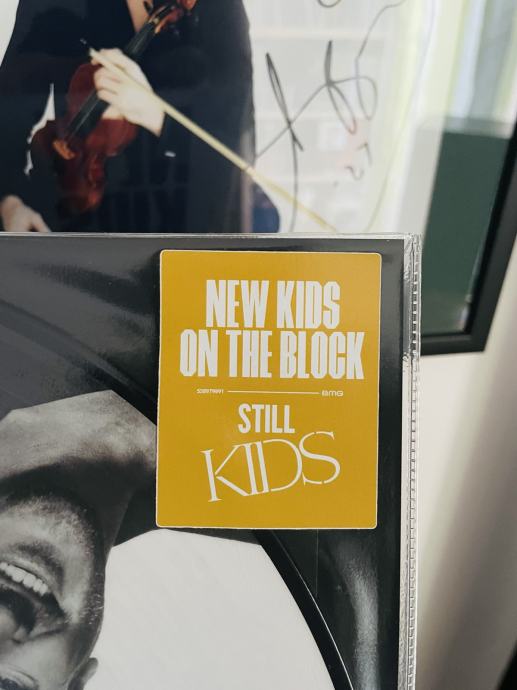 NEW KIDS
ON THE BLOCK
BMG
STILL
KIDS